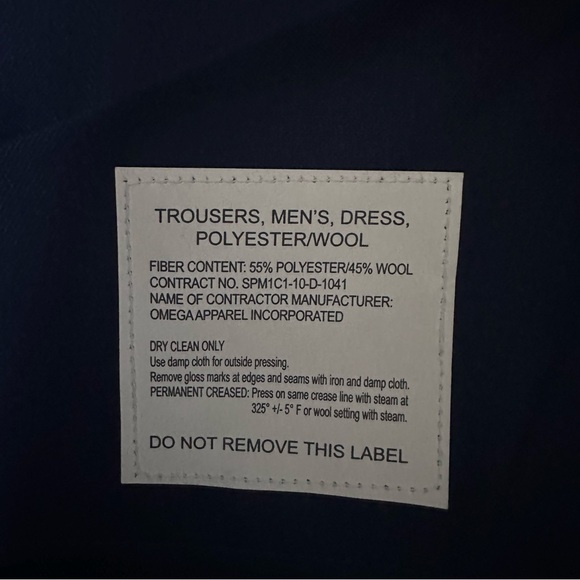 TROUSERS, MEN'S, DRESS,
POLYESTER/WOOL
FIBER CONTENT: 55% POLYESTER/45% WOOL
CONTRACT NO. SPM1C1-10-D-1041
NAME OF CONTRACTOR MANUFACTURER:
OMEGA APPAREL INCORPORATED
DRY CLEAN ONLY
Use damp cloth for outside pressing.
Remove gloss marks at edges and seams with iron and damp cloth.
PERMANENT CREASED: Press on same crease line with steam at
325° +/- 5° F or wool setting with steam.
DO NOT REMOVE THIS LABEL